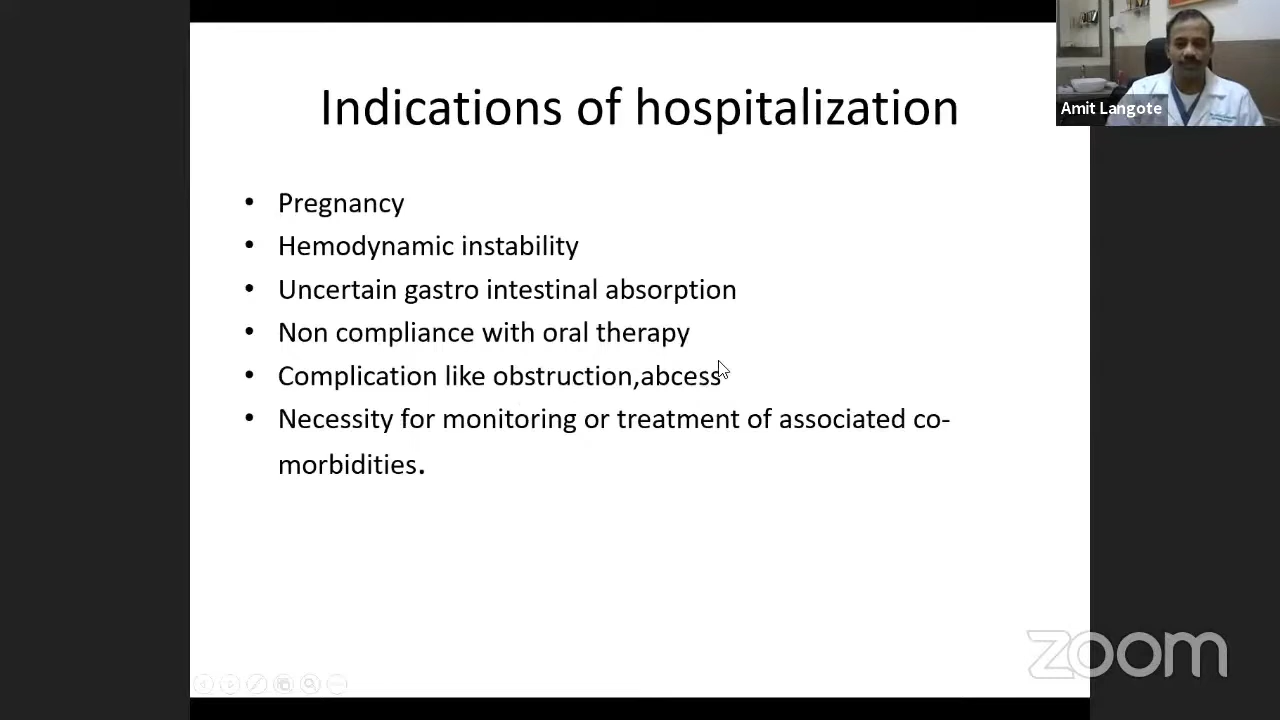 Indications of hospitalization
Amit Langote
• Pregnancy
• Hemodynamic instability
• Uncertain gastro intestinal absorption
• Non compliance with oral therapy
• Complication like obstruction,abcess
• Necessity for monitoring or treatment of associated co-
morbidities.
zoom